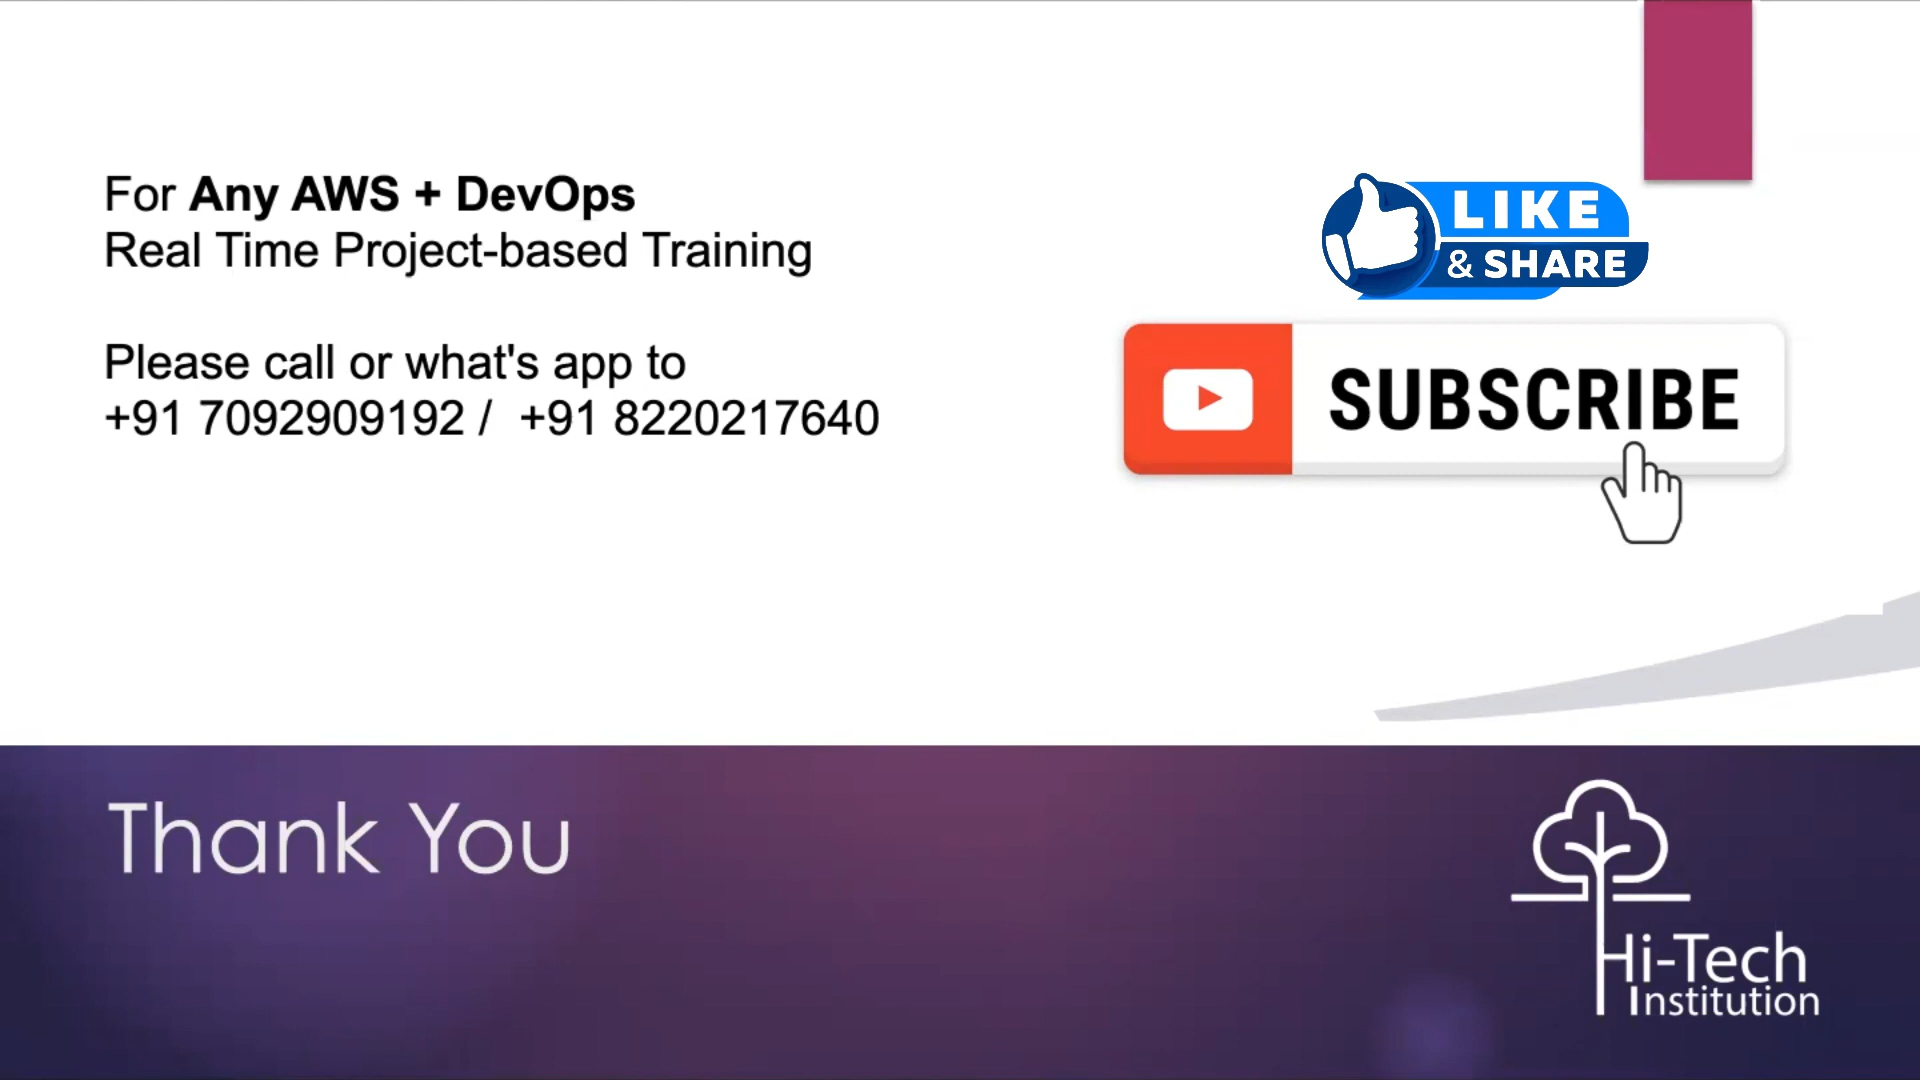 For Any AWS + DevOps
Real Time Project-based Training
Please call or what's app to
+91 7092909192 /  +91 8220217640
LIKE
& SHARE
SUBSCRIBE
Thank You
Hi-Tech
Institution